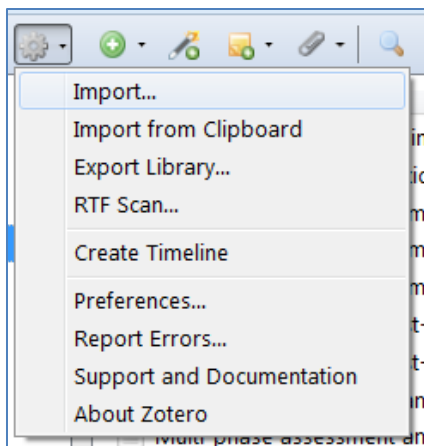 Import...
Import from Clipboard
Export Library...
RTF Scan...
Create Timeline
Preferences...
Report Errors...
Support and Documentation
About Zotero